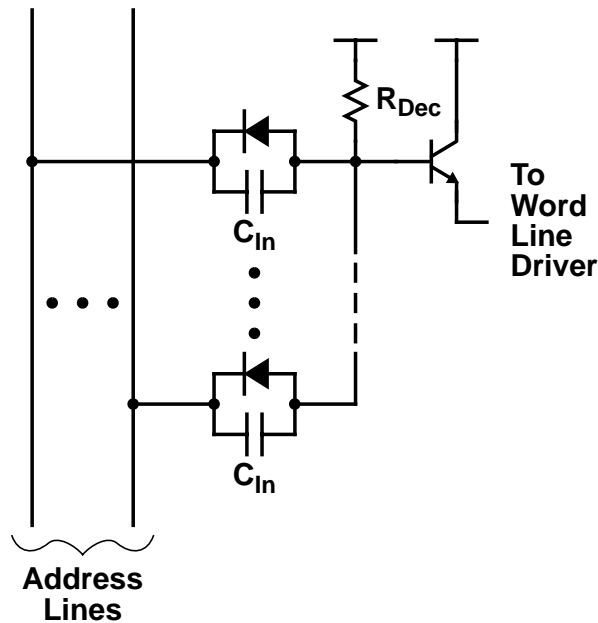 R_Dec
To
Word
Line
Driver
C_In
C_In
Address
Lines